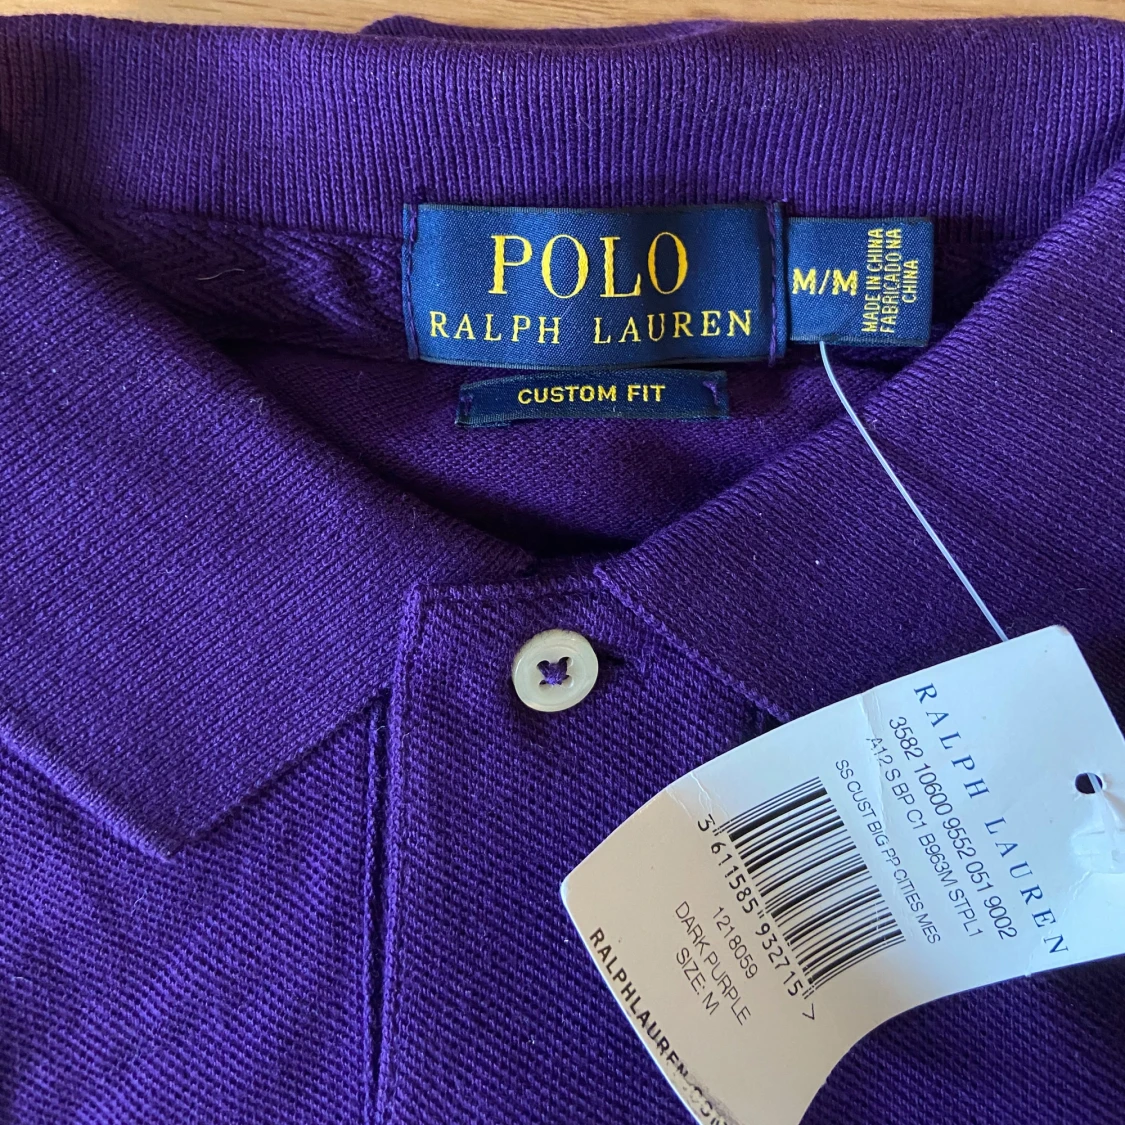 POLO
RALPH LAUREN
CUSTOM FIT
M/M
MADE IN CHINA
FABRICADO NA
CHINA
RALPH LAUREN
3582 10600 9552 051 9002
A12 S BP C1 B963M STPL1
SS CUST BIG PP CITIES MES
3"611585"932715">
1218059
DARK PURPLE
SIZE: M
RALPHLAUREN.COM